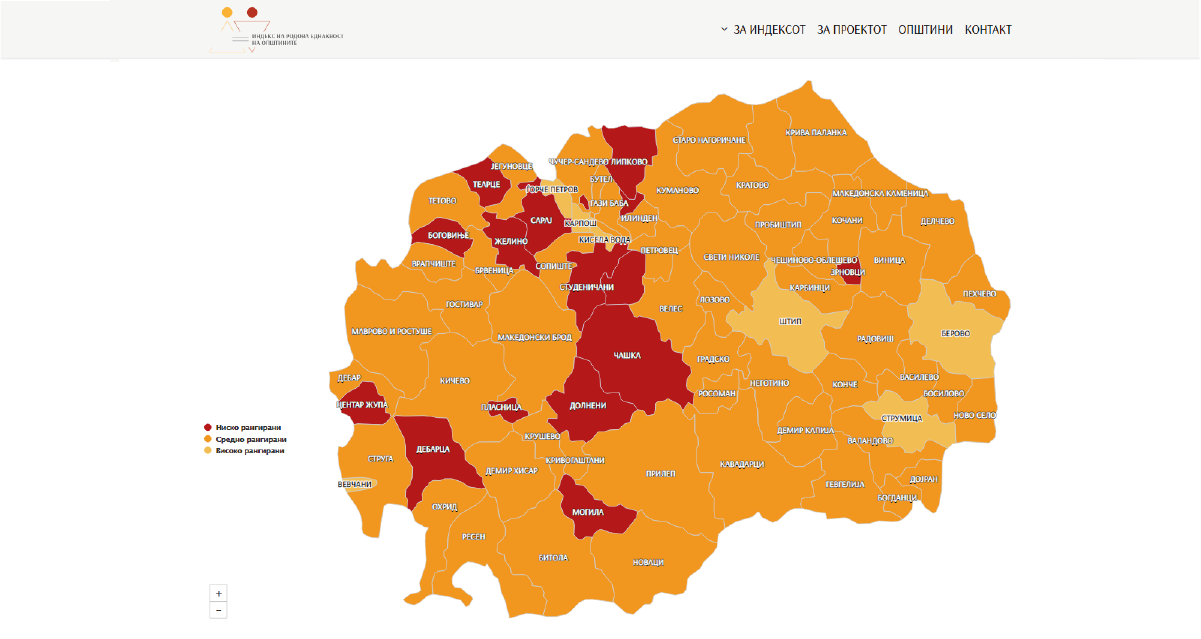 ИНДЕКС НА РОДОВА ЕДНАКВОСТ
НА ОПШТИНИТЕ
ЗА ИНДЕКСОТ ЗА ПРОЕКТОТ ОПШТИНИ КОНТАКТ
КРИВА ПАЛАНКА
СТАРО НАГОРИЧАНЕ
ЧУЧЕР-САНДЕВО ЛИПКОВО
ЈЕГУНОВЦЕ
БУТЕЛ
ТЕАРЦЕ
ЃОРЧЕ ПЕТРОВ
КУМАНОВО
КРАТОВО
МАКЕДОНСКА КАМЕНИЦА
ТЕТОВО
ГАЗИ БАБА
САРАЈ
КАРПОШ
ИЛИНДЕН
ПРОБИШТИП
КОЧАНИ
ДЕЛЧЕВО
БОГОВИЊЕ
ЖЕЛИНО
КИСЕЛА ВОДА
ПЕТРОВЕЦ
СВЕТИ НИКОЛЕ
ЧЕШИНОВО-ОБЛЕШЕВО
ВИНИЦА
ВРАПЧИШТЕ
БРВЕНИЦА
СОПИШТЕ
ЗРНОВЦИ
СТУДЕНИЧАНИ
КАРБИНЦИ
ПЕХЧЕВО
ГОСТИВАР
ЛОЗОВО
ВЕЛЕС
ШТИП
МАВРОВО И РОСТУШЕ
МАКЕДОНСКИ БРОД
РАДОВИШ
БЕРОВО
ЧАШКА
ГРАДСКО
ДЕБАР
КИЧЕВО
НЕГОТИНО
КОНЧЕ
ВАСИЛЕВО
РОСОМАН
БОСИЛОВО
ЦЕНТАР ЖУПА
ПЛАСНИЦА
ДОЛНЕНИ
НОВО СЕЛО
СТРУМИЦА
Ниско рангирани
Средно рангирани
Високо рангирани
ДЕМИР КАПИЈА
КРУШЕВО
ВАЛАНДОВО
ДЕБАРЦА
СТРУГА
КРИВОГАШТАНИ
КАВАДАРЦИ
ДЕМИР ХИСАР
ПРИЛЕП
ВЕВЧАНИ
ГЕВГЕЛИЈА
ДОЈРАН
БОГДАНЦИ
ОХРИД
МОГИЛА
РЕСЕН
БИТОЛА
НОВАЦИ
+
−